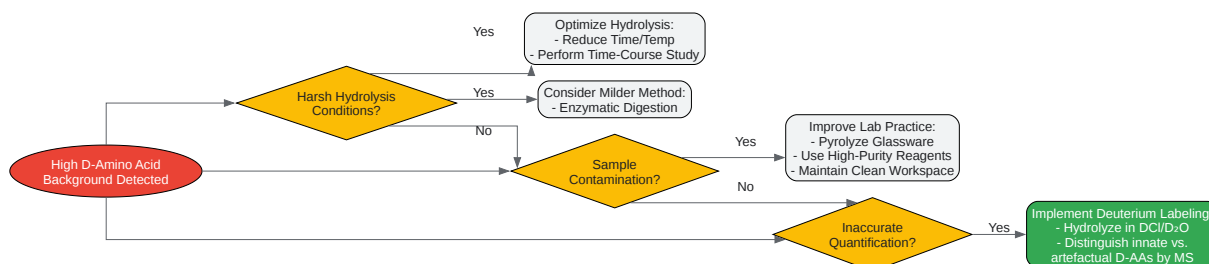 Optimize Hydrolysis:
- Reduce Time/Temp
- Perform Time-Course Study
Yes
Harsh Hydrolysis
Conditions?
Yes
Consider Milder Method:
- Enzymatic Digestion
No
High D-Amino Acid
Background Detected
Sample
Contamination?
Yes
Improve Lab Practice:
- Pyrolyze Glassware
- Use High-Purity Reagents
- Maintain Clean Workspace
No
Inaccurate
Quantification?
Yes
Implement Deuterium Labeling:
- Hydrolyze in DCl/D₂O
- Distinguish innate vs.
artefactual D-AAs by MS